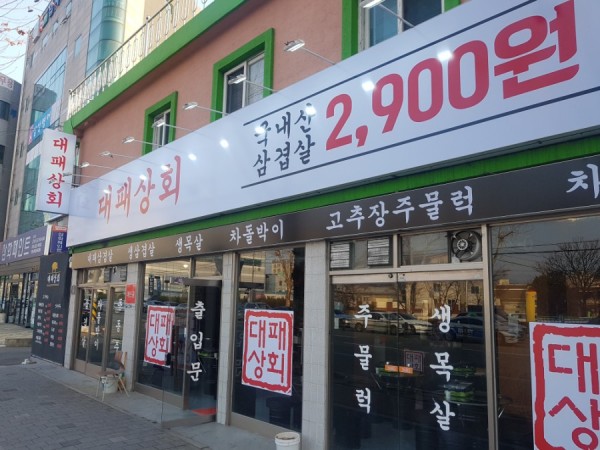 국내산
삼겹살
2,900원
대패상회
대패상회
대패삼겹살 생삼겹살 생목살 차돌박이 고추장주물럭 차
대패
상회
출입문
대패
상회
주물럭
생목살
대패
상회